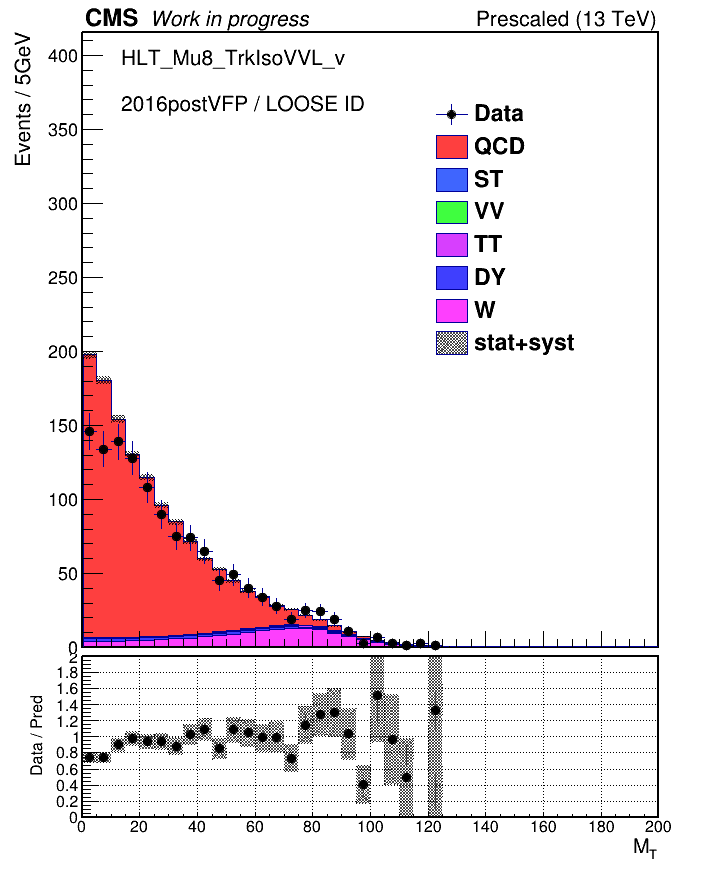 CMS Work in progress Prescaled (13 TeV)
HLT_Mu8_TrkIsoVVL_v
2016postVFP / LOOSE ID
Events / 5GeV
400
350
300
250
200
150
100
50
0
Data
QCD
ST
VV
TT
DY
W
stat+syst
Data / Pred
2
1.8
1.6
1.4
1.2
1
0.8
0.6
0.4
0.2
0
0 20 40 60 80 100 120 140 160 180 200
M_T